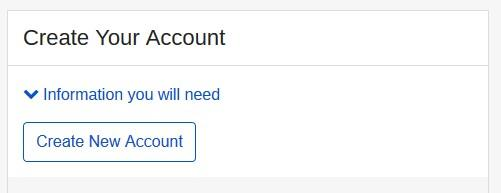 Create Your Account
Information you will need
Create New Account